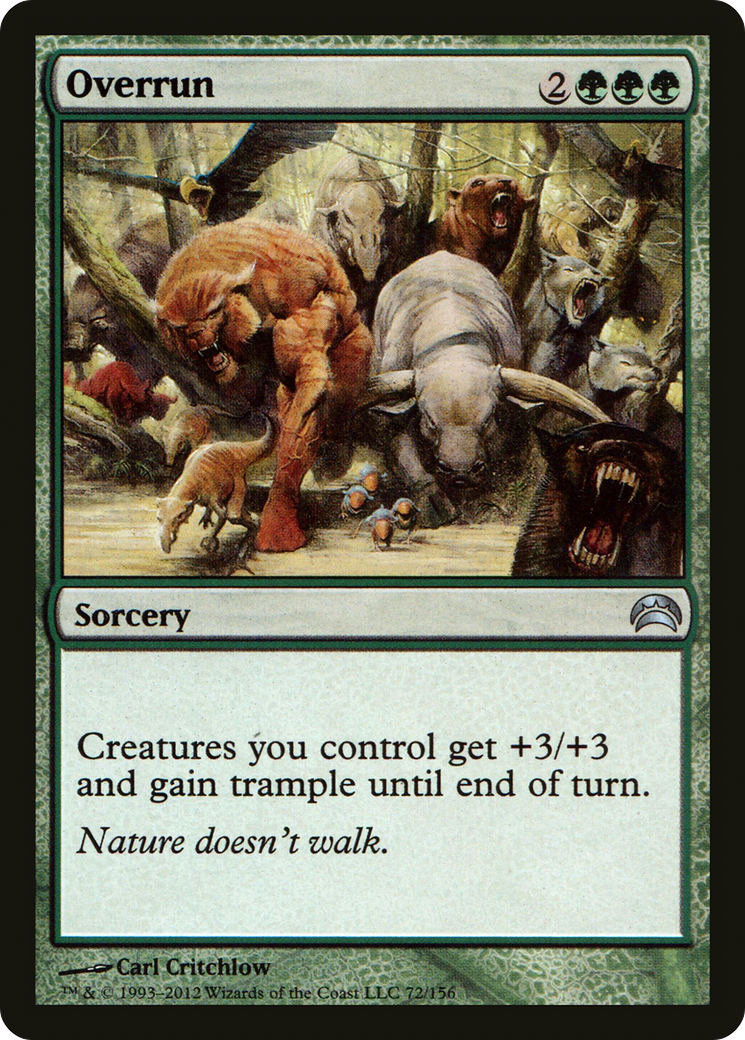 Overrun 2
Sorcery
Creatures you control get +3/+3
and gain trample until end of turn.
Nature doesn't walk.
Carl Critchlow
™ & © 1993–2012 Wizards of the Coast LLC 72/156